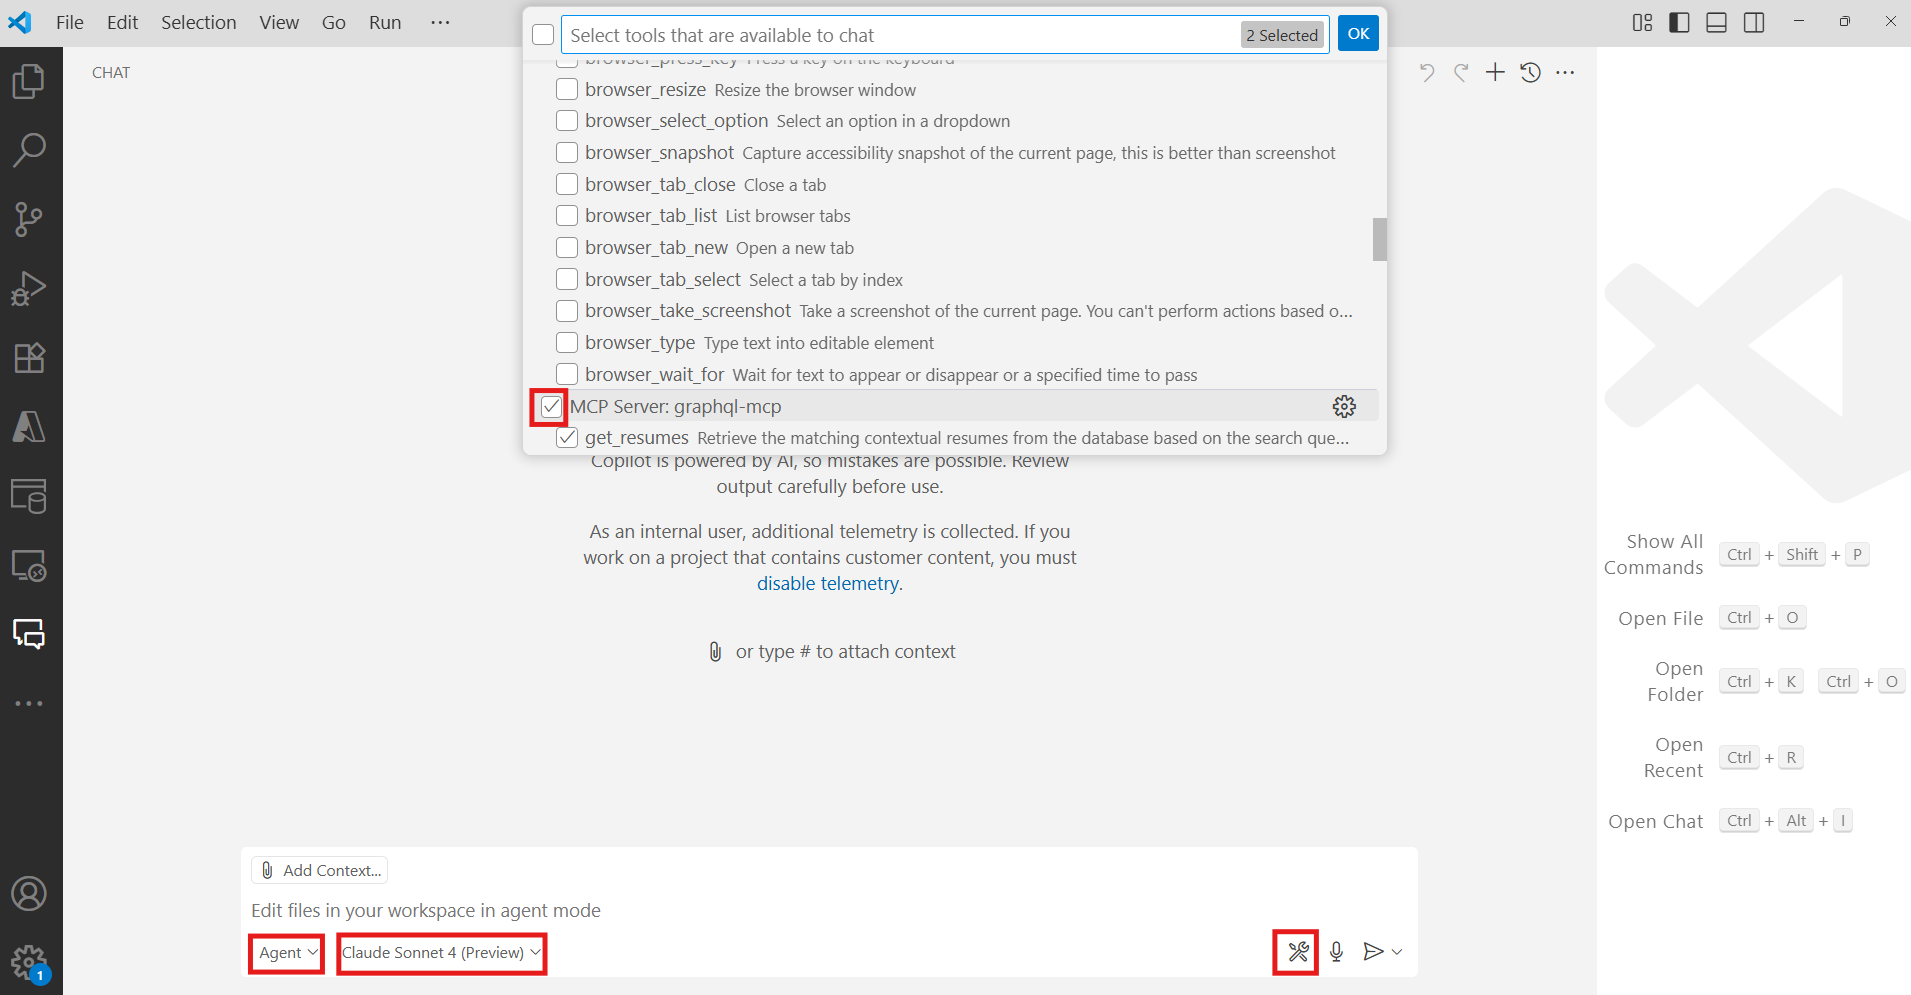 File Edit Selection View Go Run ···
Select tools that are available to chat 2 Selected OK
CHAT
browser_press_key Press a key on the keyboard
browser_resize Resize the browser window
browser_select_option Select an option in a dropdown
browser_snapshot Capture accessibility snapshot of the current page, this is better than screenshot
browser_tab_close Close a tab
browser_tab_list List browser tabs
browser_tab_new Open a new tab
browser_tab_select Select a tab by index
browser_take_screenshot Take a screenshot of the current page. You can't perform actions based o...
browser_type Type text into editable element
browser_wait_for Wait for text to appear or disappear or a specified time to pass
MCP Server: graphql-mcp
get_resumes Retrieve the matching contextual resumes from the database based on the search que...
Copilot is powered by AI, so mistakes are possible. Review
output carefully before use.
As an internal user, additional telemetry is collected. If you
work on a project that contains customer content, you must
disable telemetry.
or type # to attach context
Show All
Commands Ctrl + Shift + P
Open File Ctrl + O
Open
Folder Ctrl + K Ctrl + O
Open
Recent Ctrl + R
Open Chat Ctrl + Alt + I
Add Context...
Edit files in your workspace in agent mode
Agent Claude Sonnet 4 (Preview)
1